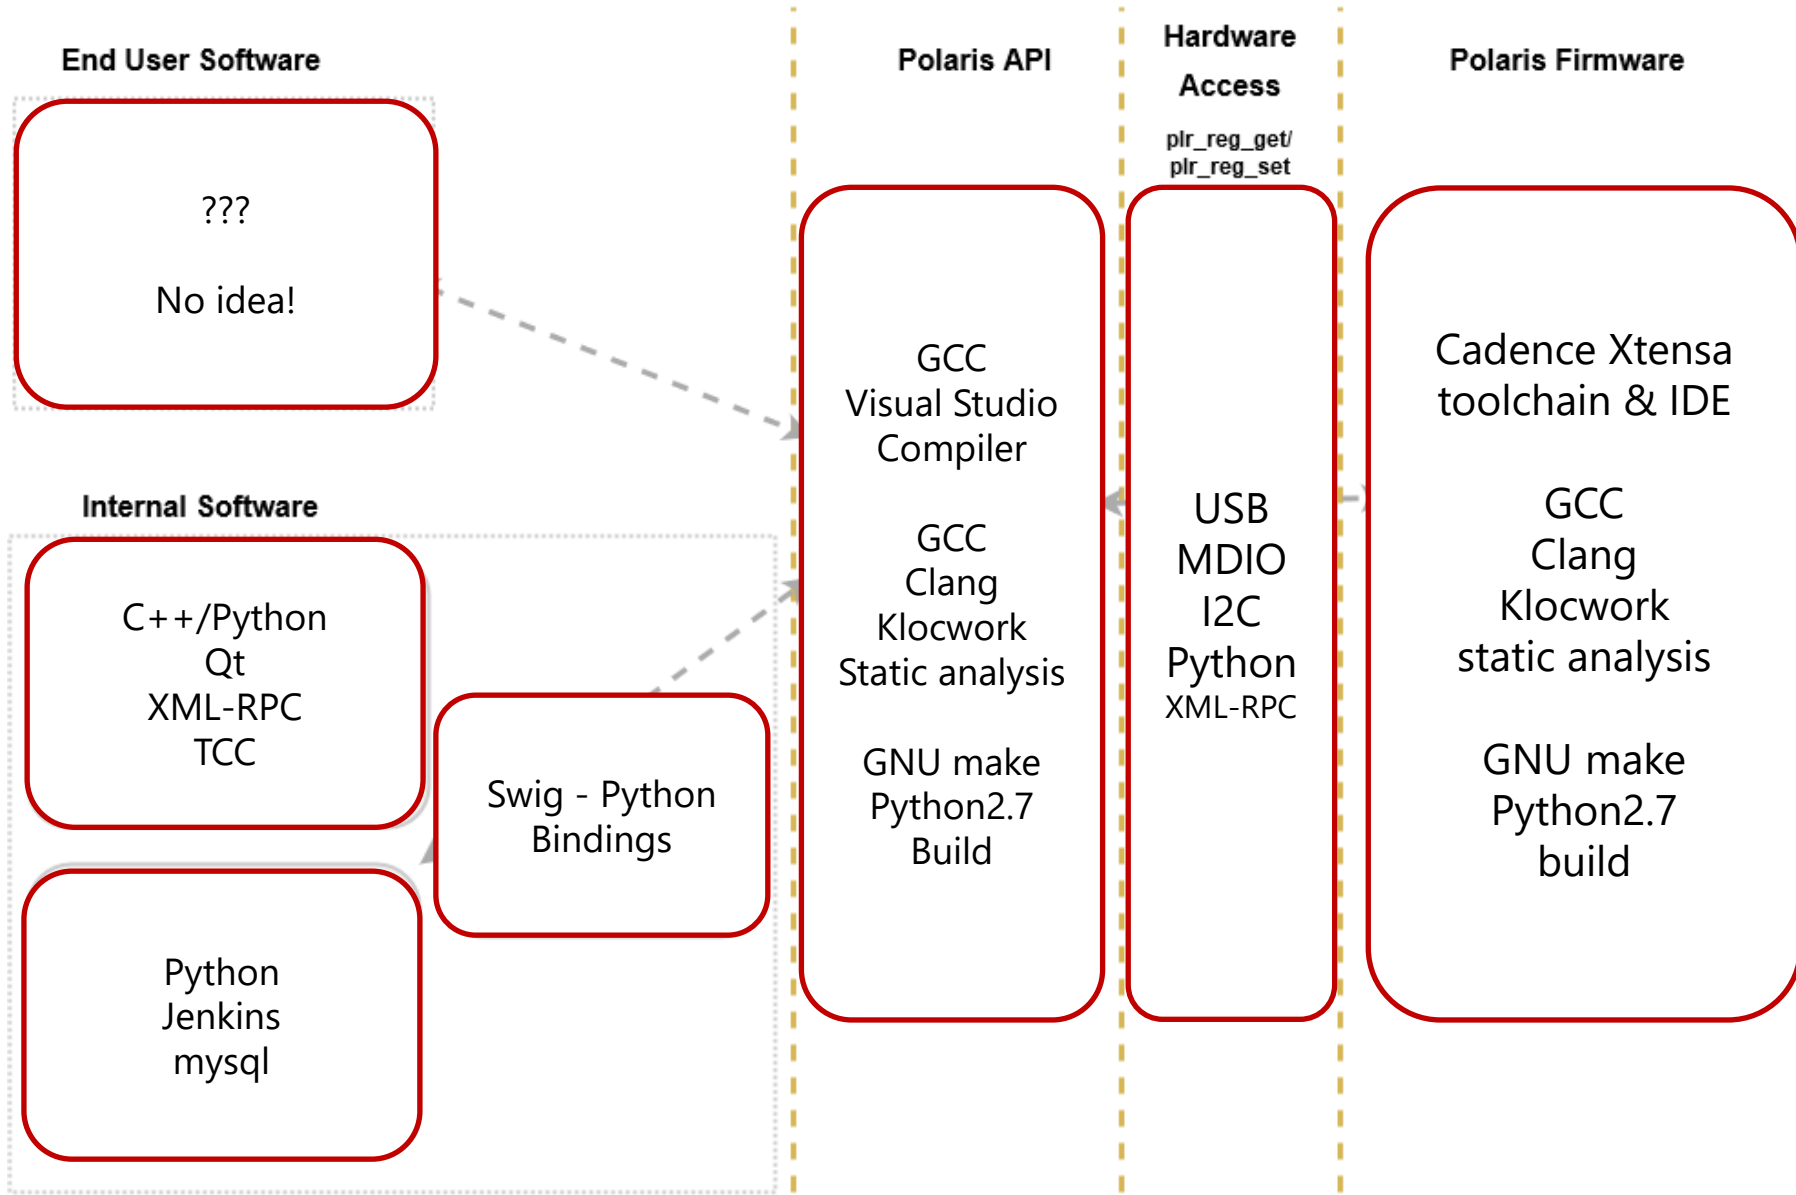 End User Software
???
No idea!
Internal Software
C++/Python
Qt
XML-RPC
TCC
Swig - Python
Bindings
Python
Jenkins
mysql
Polaris API
GCC
Visual Studio
Compiler
GCC
Clang
Klocwork
Static analysis
GNU make
Python2.7
Build
Hardware
Access
plr_reg_get/
plr_reg_set
USB
MDIO
I2C
Python
XML-RPC
Polaris Firmware
Cadence Xtensa
toolchain & IDE
GCC
Clang
Klocwork
static analysis
GNU make
Python2.7
build